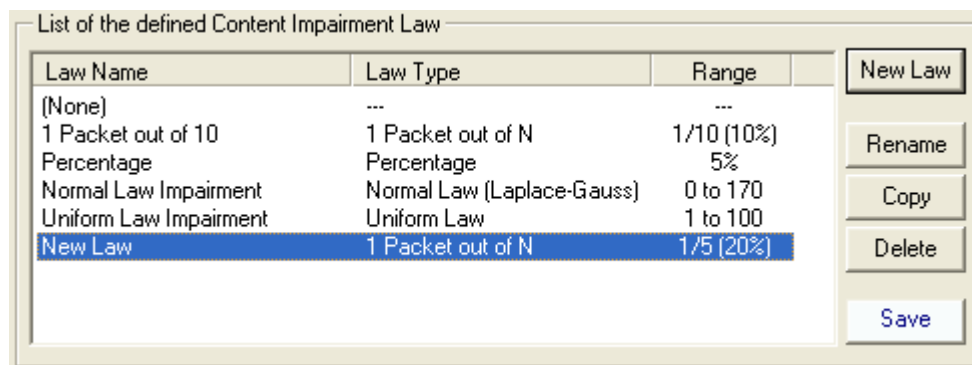 List of the defined Content Impairment Law
Law Name Law Type Range
(None) --- ---
1 Packet out of 10 1 Packet out of N 1/10 (10%)
Percentage Percentage 5%
Normal Law Impairment Normal Law (Laplace-Gauss) 0 to 170
Uniform Law Impairment Uniform Law 1 to 100
New Law 1 Packet out of N 1/5 (20%)
New Law
Rename
Copy
Delete
Save